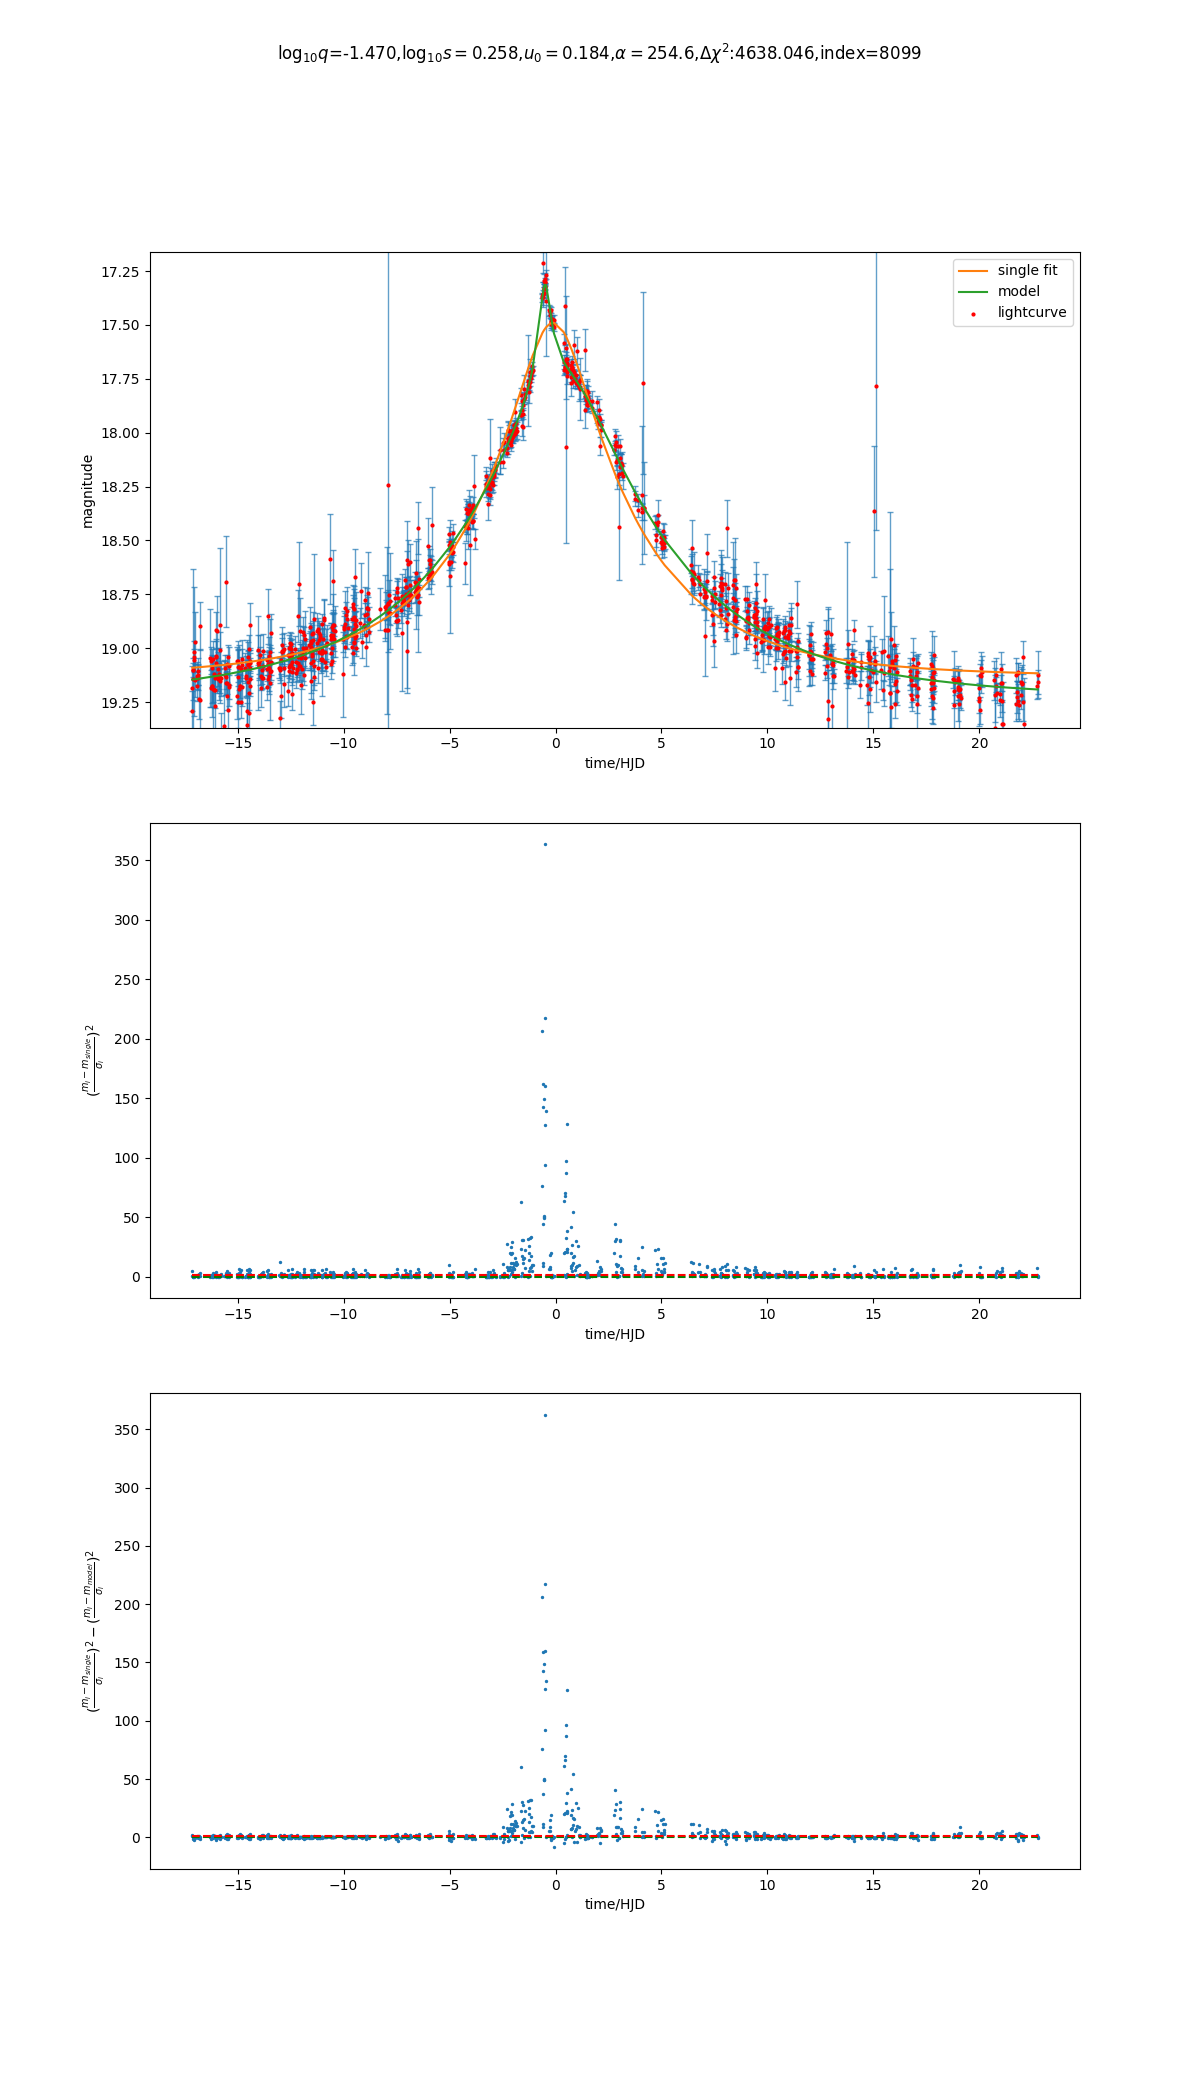 log₁₀q=-1.470,log₁₀s = 0.258,u₀ = 0.184,α = 254.6,Δχ²:4638.046,index=8099
single fit
model
lightcurve
magnitude
17.25
17.50
17.75
18.00
18.25
18.50
18.75
19.00
19.25
−15 −10 −5 0 5 10 15 20
time/HJD
(m_i − m_single / σ_i)²
350
300
250
200
150
100
50
0
−15 −10 −5 0 5 10 15 20
time/HJD
(m_i − m_single / σ_i)² − (m_i − m_model / σ_i)²
350
300
250
200
150
100
50
0
−15 −10 −5 0 5 10 15 20
time/HJD